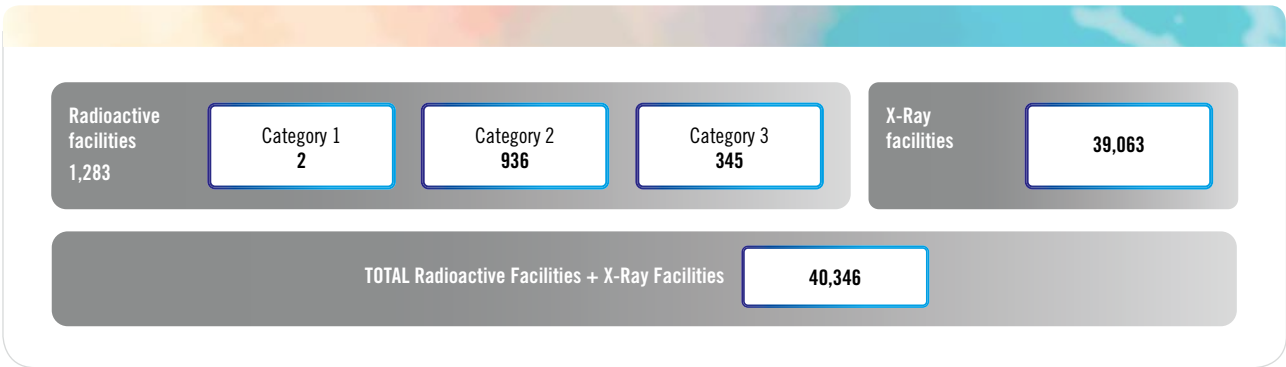 Radioactive
facilities
1,283
Category 1
2
Category 2
936
Category 3
345
X-Ray
facilities
39,063
TOTAL Radioactive Facilities + X-Ray Facilities
40,346